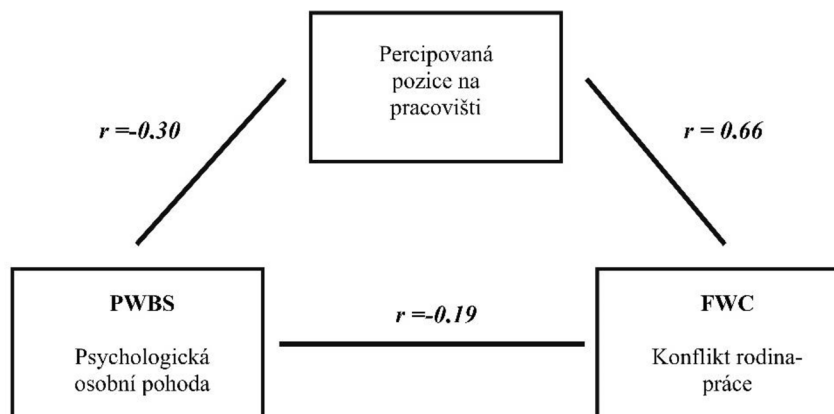 Percipovaná
pozice na
pracovišti
r =-0.30
r = 0.66
PWBS
Psychologická
osobní pohoda
r =-0.19
FWC
Konflikt rodina-
práce